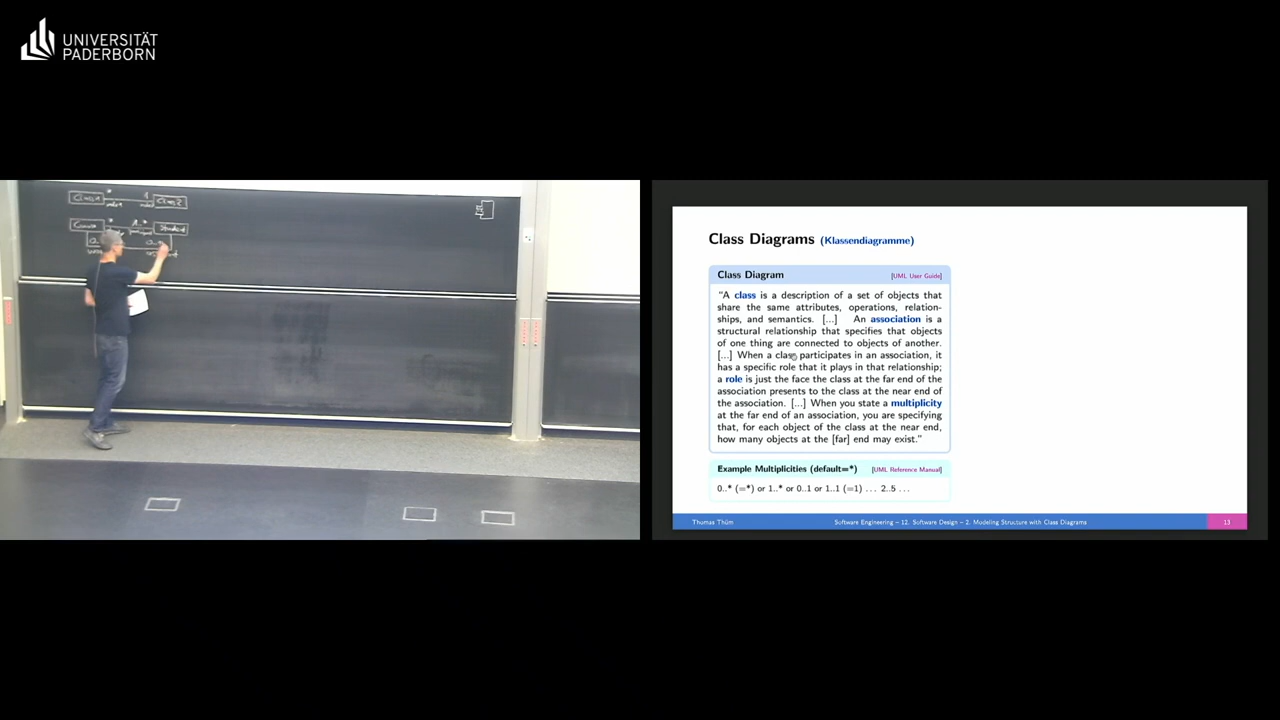 UNIVERSITÄT
PADERBORN
Student
Class Diagrams (Klassendiagramme)
Class Diagram [UML User Guide]
“A class is a description of a set of objects that
share the same attributes, operations, relation-
ships, and semantics. [...] An association is a
structural relationship that specifies that objects
of one thing are connected to objects of another.
[...] When a class participates in an association, it
has a specific role that it plays in that relationship;
a role is just the face the class at the far end of the
association presents to the class at the near end of
the association. [...] When you state a multiplicity
at the far end of an association, you are specifying
that, for each object of the class at the near end,
how many objects at the [far] end may exist.”
Example Multiplicities (default=*) [UML Reference Manual]
0..* (=*) or 1..* or 0..1 or 1..1 (=1) ... 2..5 ...
Thomas Thüm Software Engineering – 12. Software Design – 2. Modeling Structure with Class Diagrams 13